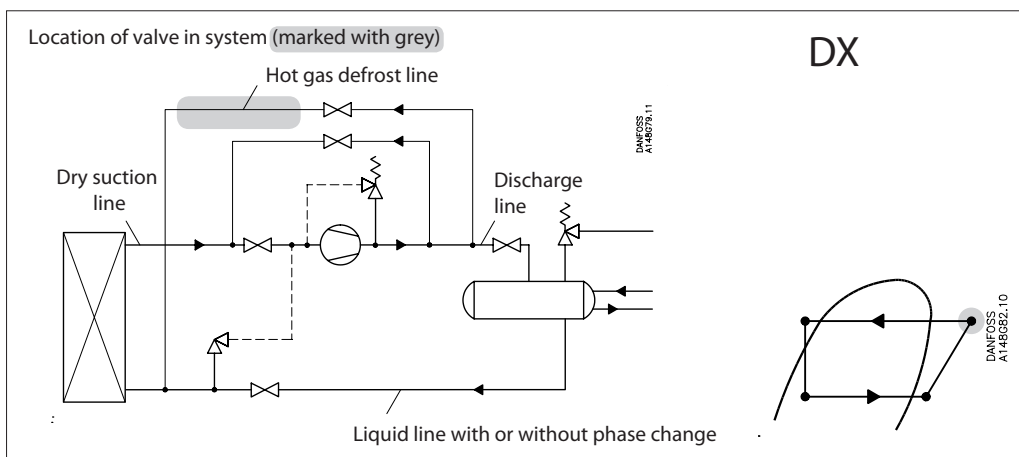 Location of valve in system (marked with grey)
DX
Hot gas defrost line
DANFOSS
A148G79.11
Dry suction
line
Discharge
line
DANFOSS
A148G82.10
Liquid line with or without phase change